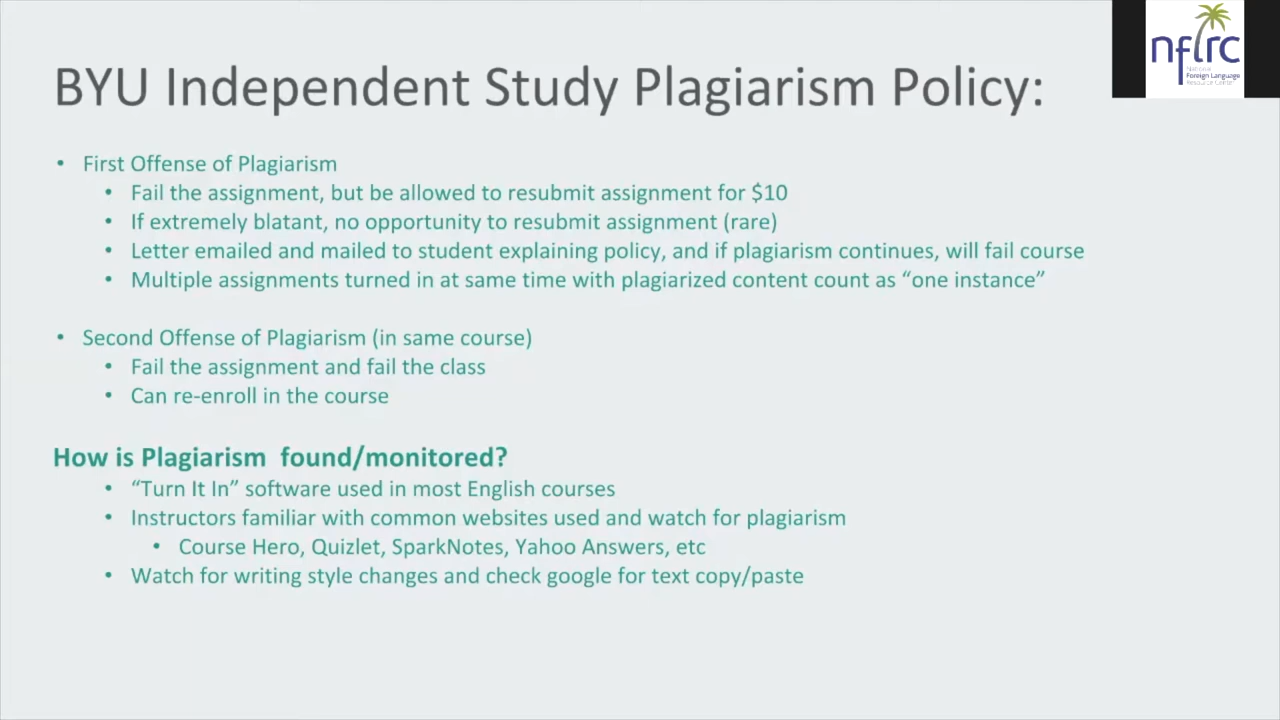 nflrc
National
Foreign Language
Resource Center
BYU Independent Study Plagiarism Policy:
• First Offense of Plagiarism
• Fail the assignment, but be allowed to resubmit assignment for $10
• If extremely blatant, no opportunity to resubmit assignment (rare)
• Letter emailed and mailed to student explaining policy, and if plagiarism continues, will fail course
• Multiple assignments turned in at same time with plagiarized content count as “one instance”
• Second Offense of Plagiarism (in same course)
• Fail the assignment and fail the class
• Can re-enroll in the course
How is Plagiarism  found/monitored?
• “Turn It In” software used in most English courses
• Instructors familiar with common websites used and watch for plagiarism
• Course Hero, Quizlet, SparkNotes, Yahoo Answers, etc
• Watch for writing style changes and check google for text copy/paste